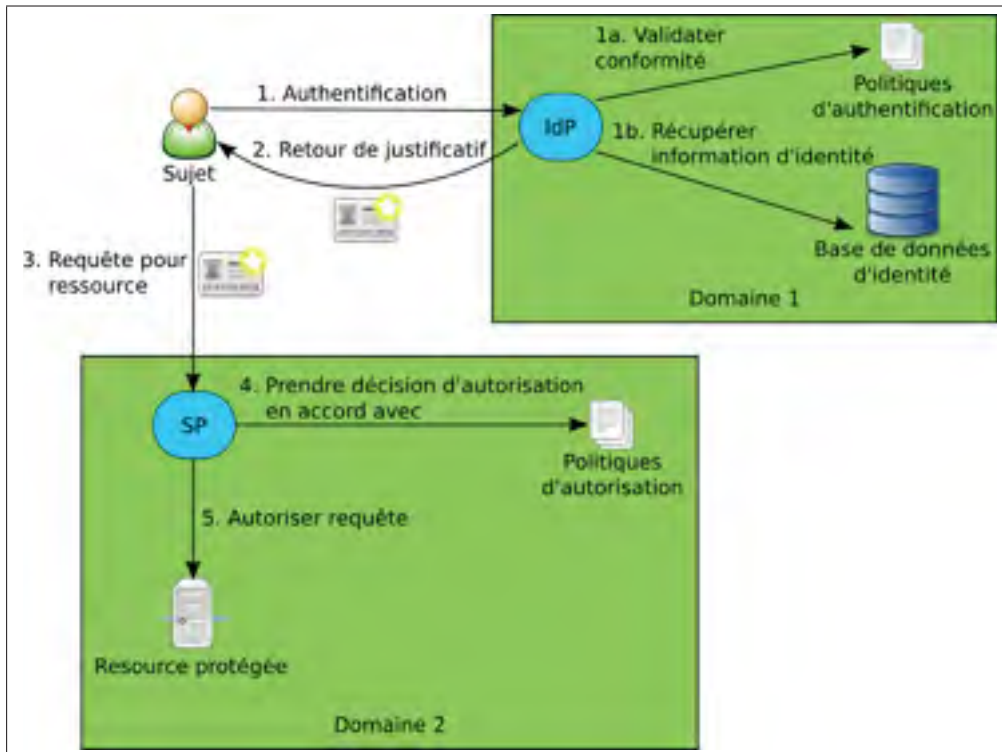 1a. Validater
conformité
Politiques
d'authentification
1. Authentification
IdP
1b. Récupérer
information d'identité
2. Retour de justificatif
Sujet
Base de données
d'identité
3. Requête pour
ressource
Domaine 1
4. Prendre décision d'autorisation
en accord avec
SP
Politiques
d'autorisation
5. Autoriser requête
Resource protégée
Domaine 2